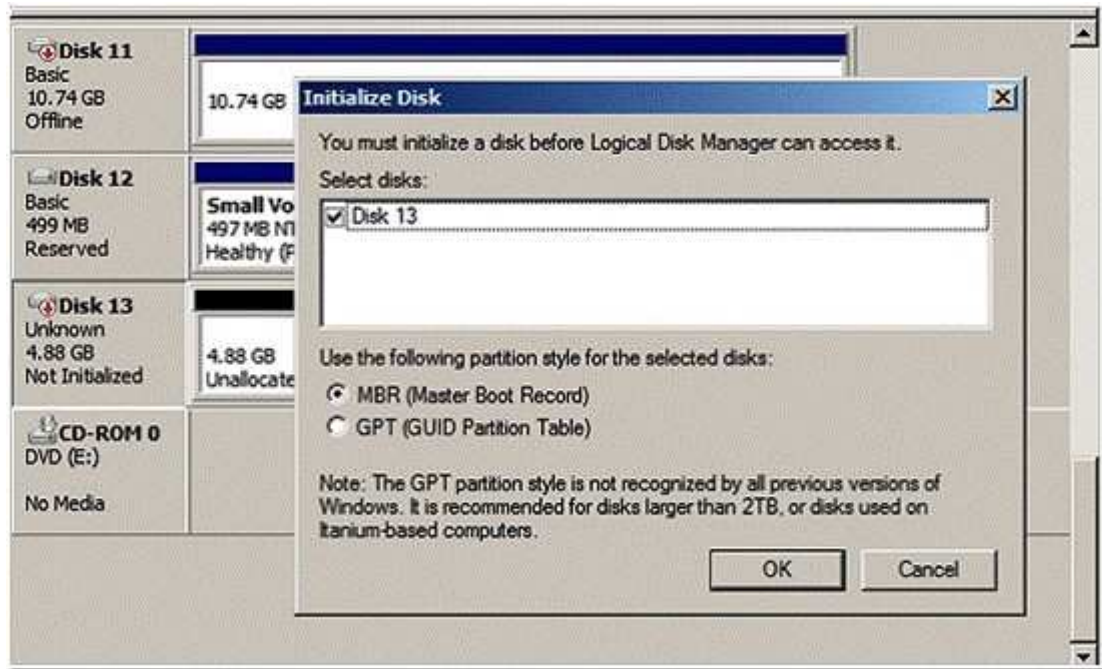 Disk 11
Basic
10.74 GB
Offline
10.74 GB
Disk 12
Basic
499 MB
Reserved
Small Vo
497 MB NT
Healthy (P
Disk 13
Unknown
4.88 GB
Not Initialized
4.88 GB
Unallocate
CD-ROM 0
DVD (E:)
No Media
Initialize Disk
You must initialize a disk before Logical Disk Manager can access it.
Select disks:
Disk 13
Use the following partition style for the selected disks:
MBR (Master Boot Record)
GPT (GUID Partition Table)
Note: The GPT partition style is not recognized by all previous versions of
Windows. It is recommended for disks larger than 2TB, or disks used on
Itanium-based computers.
OK
Cancel